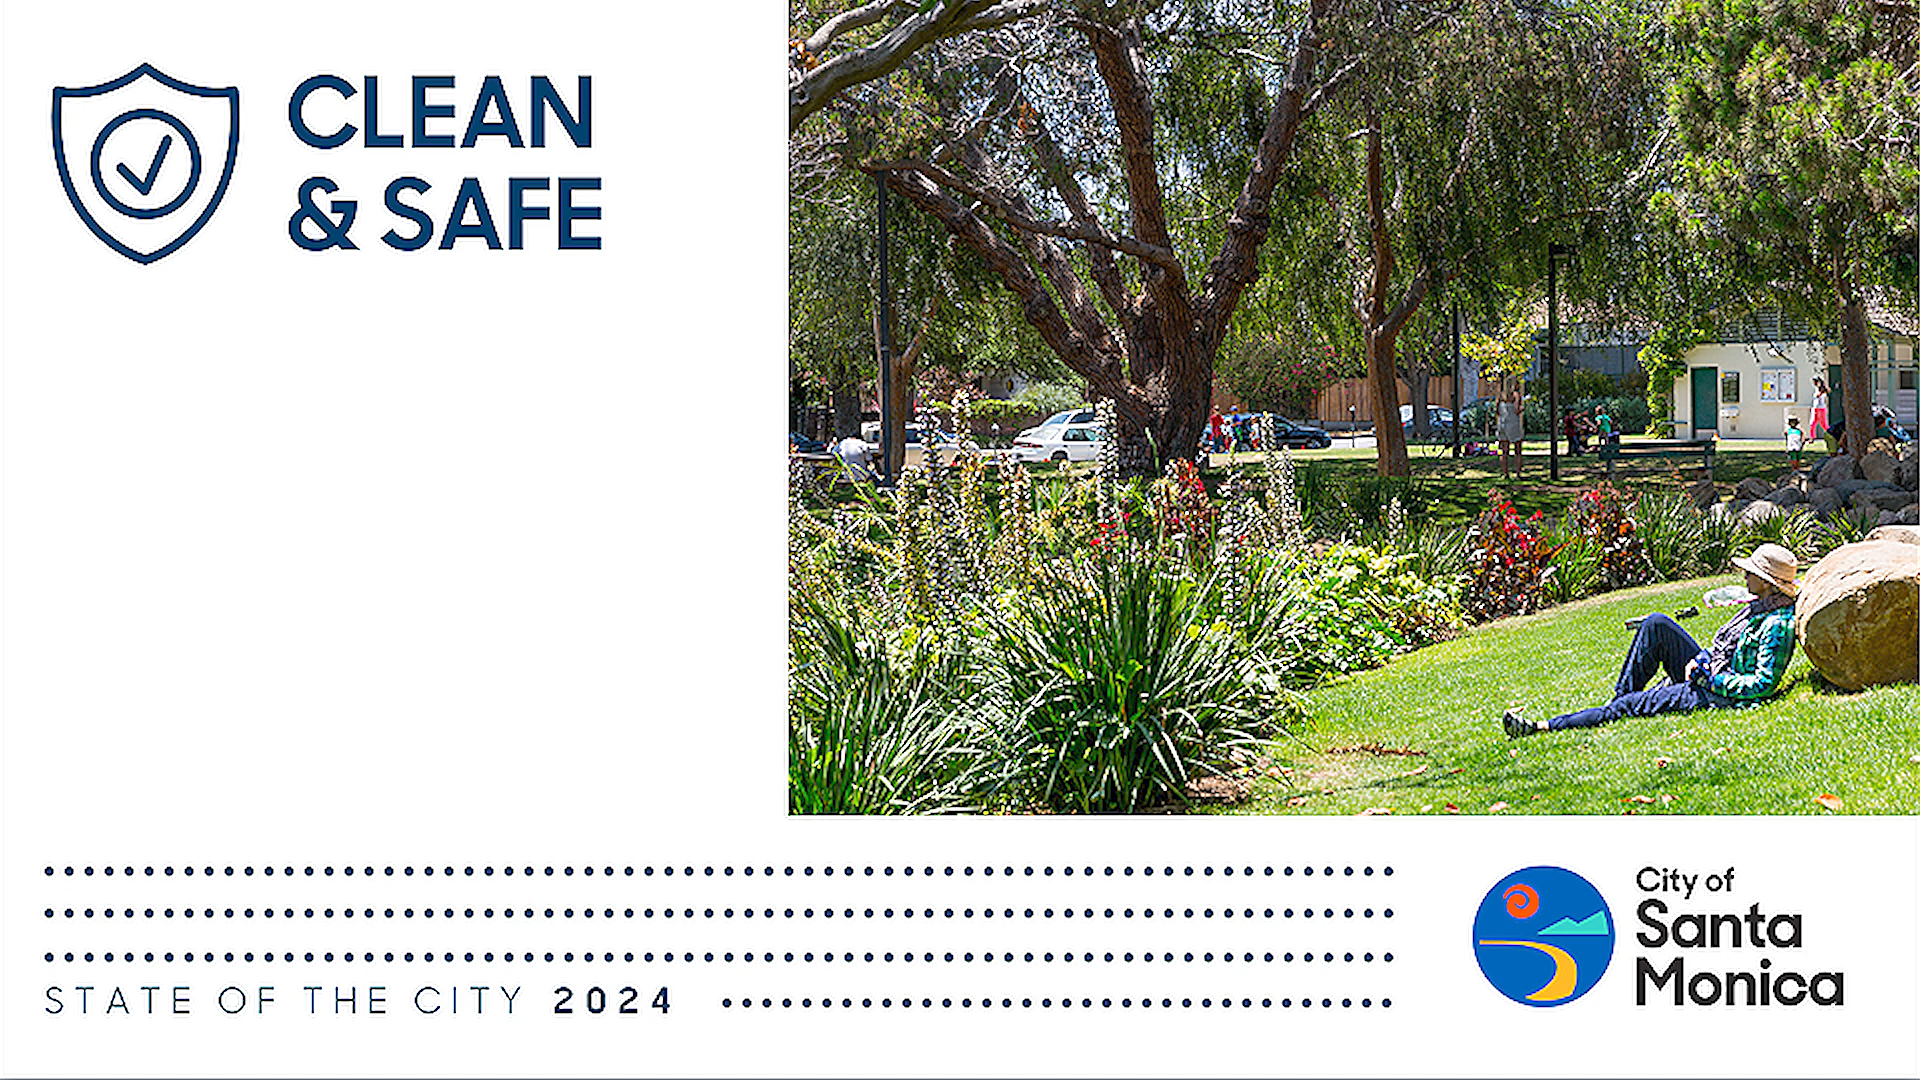 CLEAN
& SAFE
STATE OF THE CITY 2024
City of
Santa
Monica